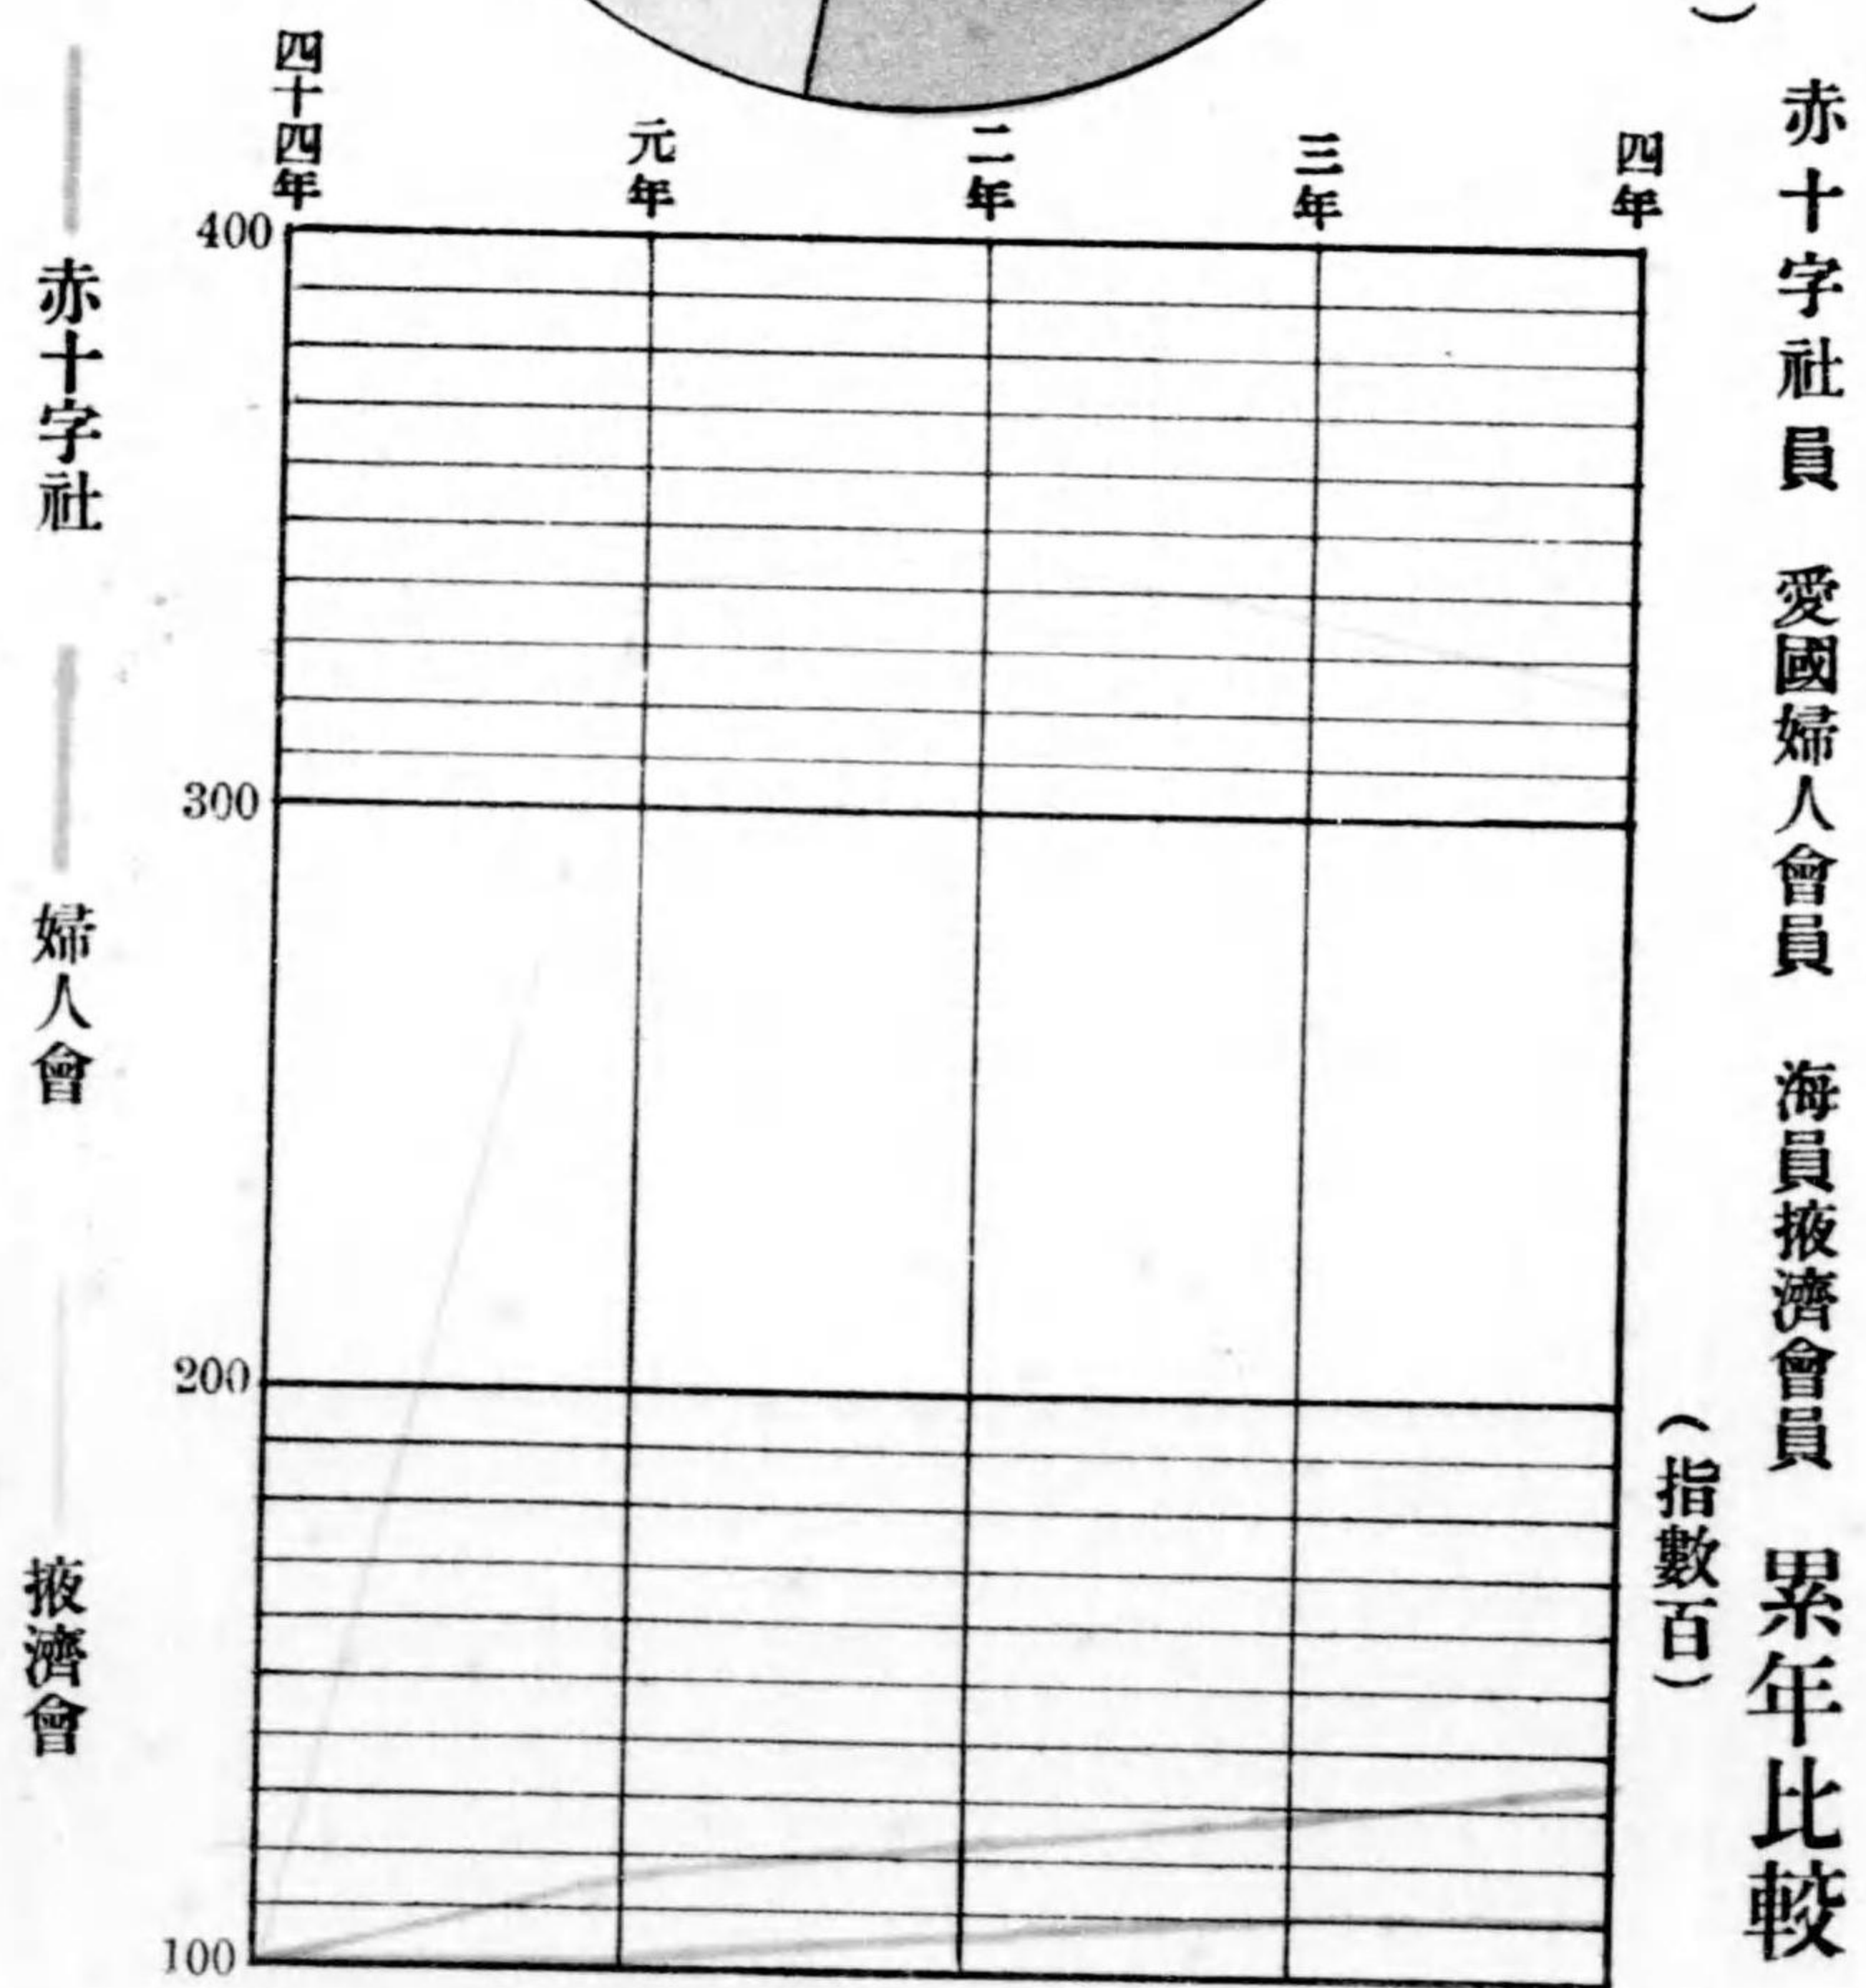 赤十字社員 愛國婦人會員 海員掖濟會員 累年比較
(指數百)
四年
三年
二年
元年
四十四年
400
300
200
100
赤十字社
婦人會
掖濟會